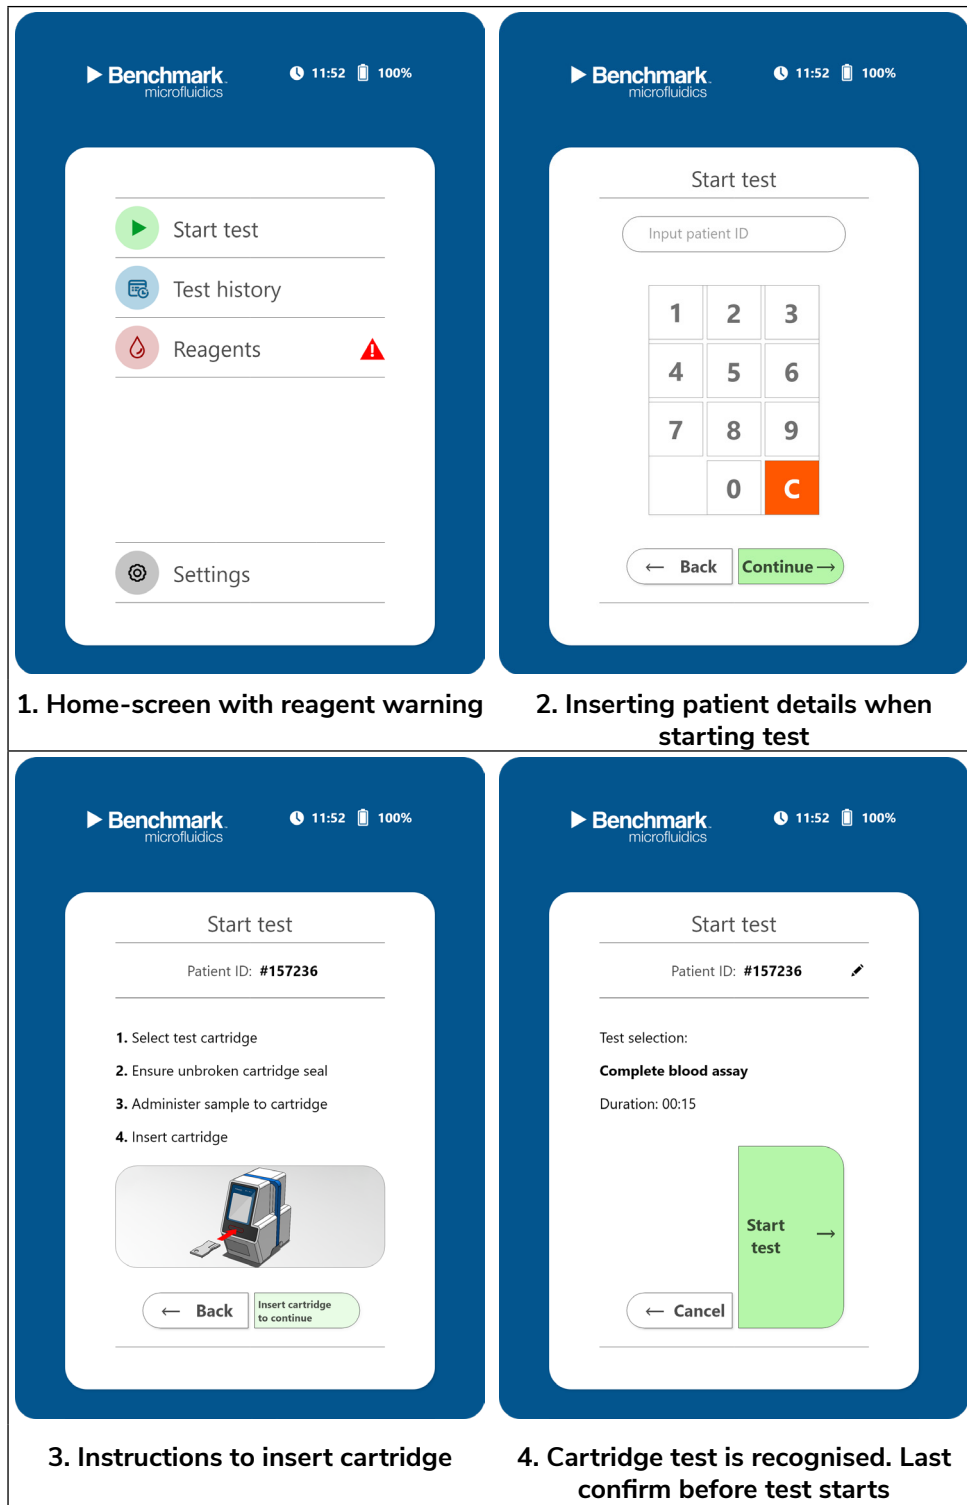 Benchmark™
microfluidics
11:52 100%
Start test
Test history
Reagents
Settings
1. Home-screen with reagent warning
Benchmark™
microfluidics
11:52 100%
Start test
Input patient ID
1 2 3
4 5 6
7 8 9
0 C
← Back Continue →
2. Inserting patient details when
starting test
Benchmark™
microfluidics
11:52 100%
Start test
Patient ID: #157236
1. Select test cartridge
2. Ensure unbroken cartridge seal
3. Administer sample to cartridge
4. Insert cartridge
← Back
Insert cartridge
to continue
3. Instructions to insert cartridge
Benchmark™
microfluidics
11:52 100%
Start test
Patient ID: #157236
Test selection:
Complete blood assay
Duration: 00:15
Start
test →
← Cancel
4. Cartridge test is recognised. Last
confirm before test starts